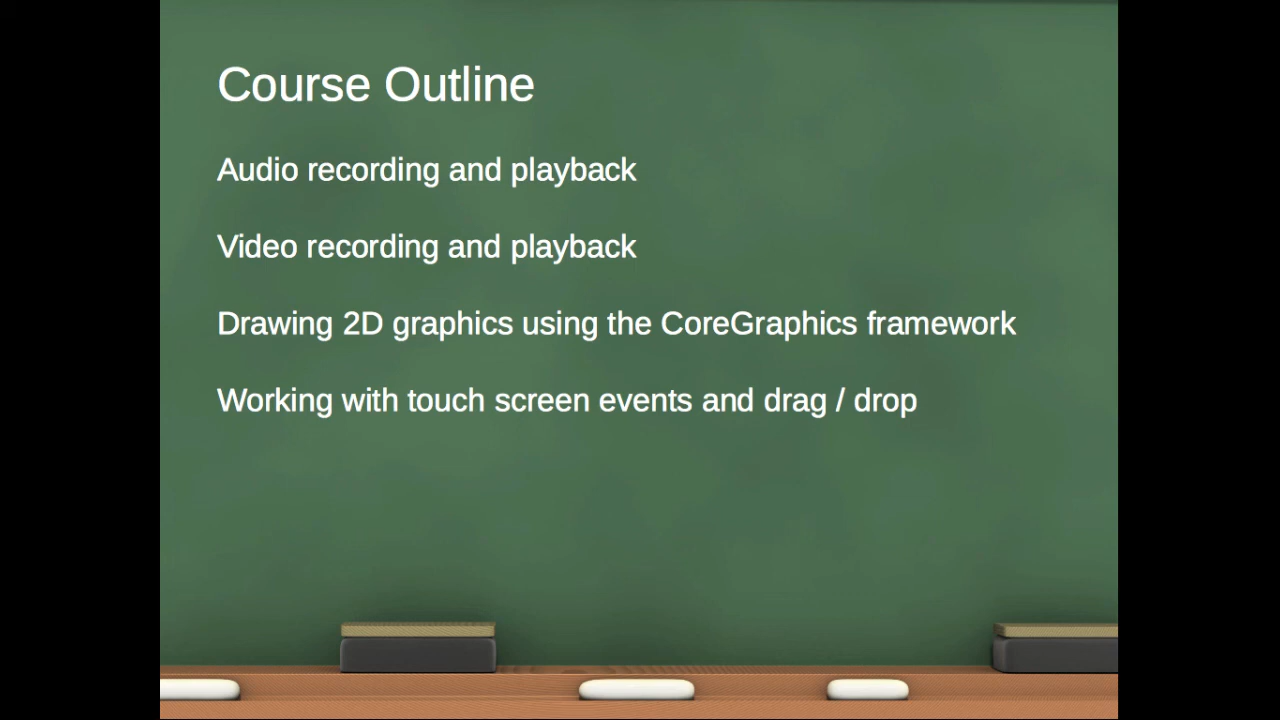 Course Outline
Audio recording and playback
Video recording and playback
Drawing 2D graphics using the CoreGraphics framework
Working with touch screen events and drag / drop